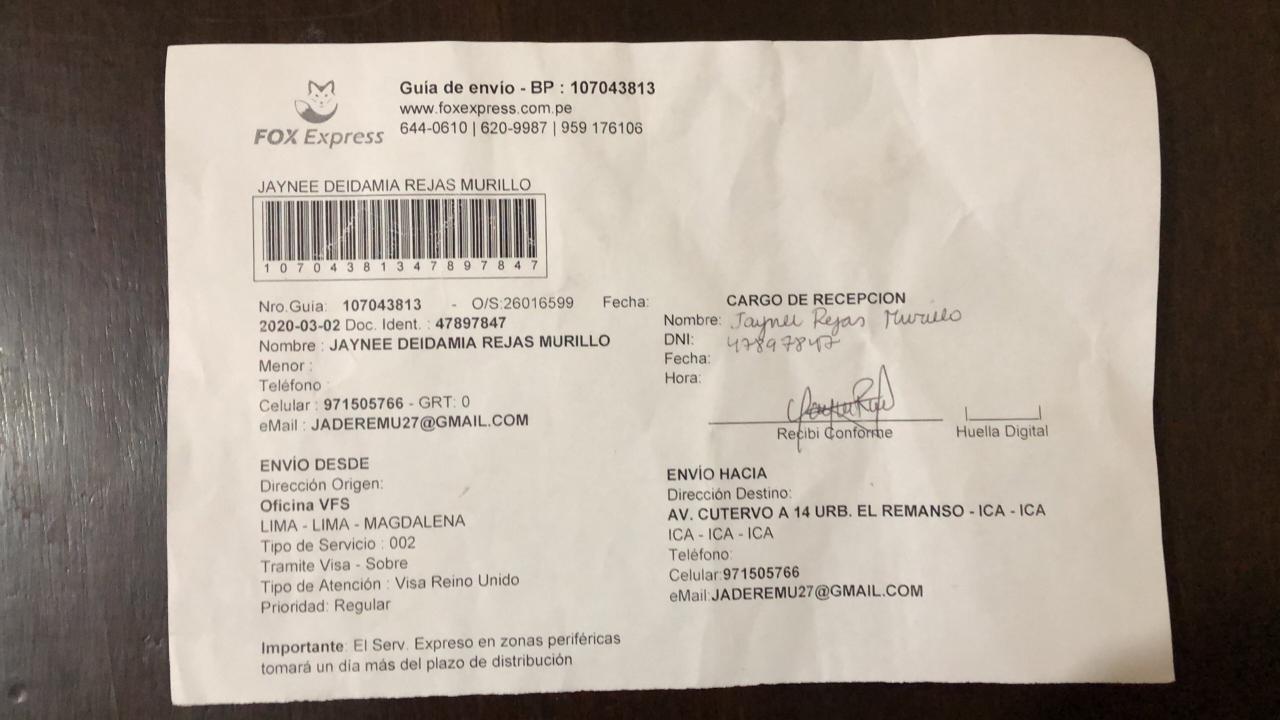 Guía de envío - BP : 107043813
www.foxexpress.com.pe
644-0610 | 620-9987 | 959 176106
FOX Express
JAYNEE DEIDAMIA REJAS MURILLO
10704381347897847
Nro.Guia: 107043813 - O/S:26016599 Fecha:
2020-03-02 Doc. Ident. : 47897847
Nombre : JAYNEE DEIDAMIA REJAS MURILLO
Menor :
Teléfono :
Celular : 971505766 - GRT: 0
eMail : JADEREMU27@GMAIL.COM
CARGO DE RECEPCION
Nombre: Jaynee Rejas Murillo
DNI: 47897847
Fecha:
Hora:
Recibi Conforme
Huella Digital
ENVÍO DESDE
Dirección Origen:
Oficina VFS
LIMA - LIMA - MAGDALENA
Tipo de Servicio : 002
Tramite Visa - Sobre
Tipo de Atención : Visa Reino Unido
Prioridad: Regular
ENVÍO HACIA
Dirección Destino:
AV. CUTERVO A 14 URB. EL REMANSO - ICA - ICA
ICA - ICA - ICA
Teléfono:
Celular:971505766
eMail:JADEREMU27@GMAIL.COM
Importante: El Serv. Expreso en zonas periféricas
tomará un día más del plazo de distribución